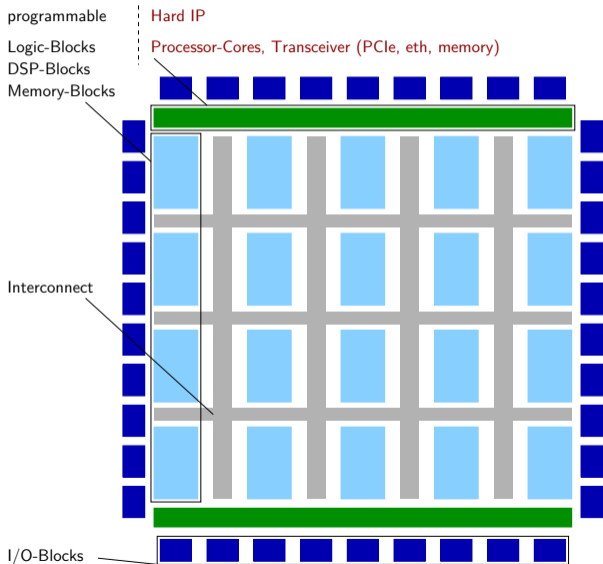 programmable
Hard IP
Logic-Blocks
Processor-Cores, Transceiver (PCIe, eth, memory)
DSP-Blocks
Memory-Blocks
Interconnect
I/O-Blocks